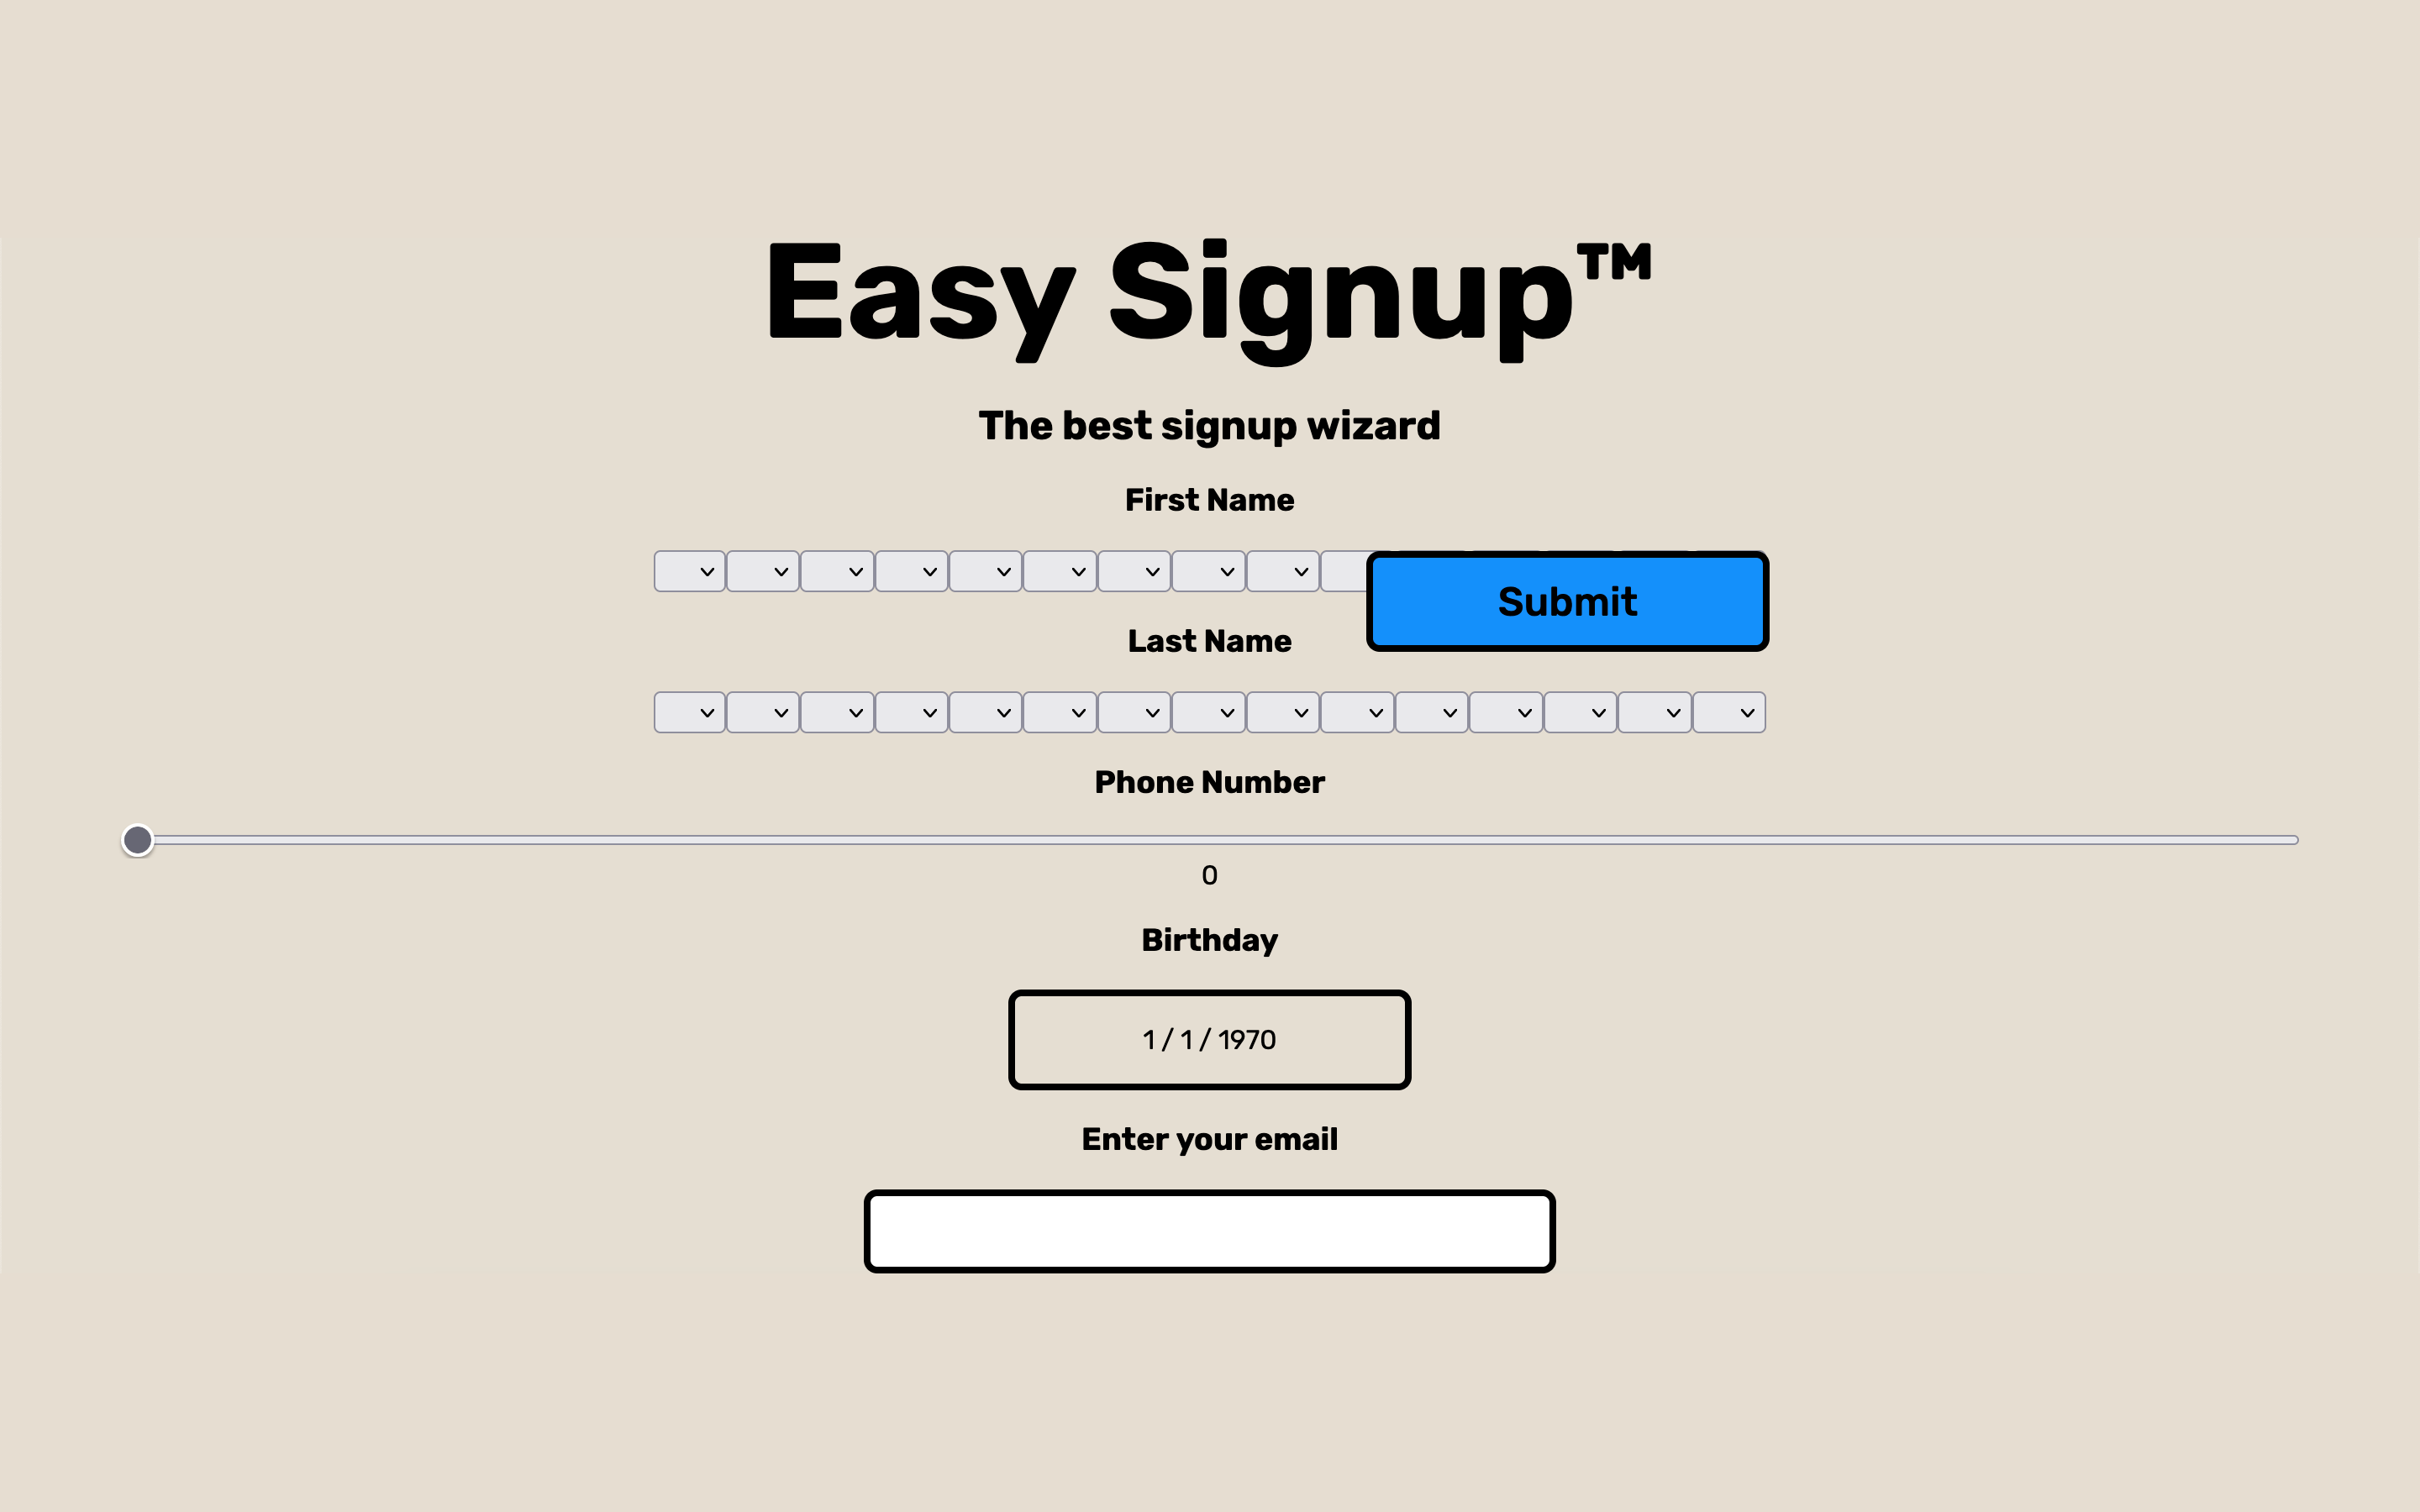 Easy Signup™
The best signup wizard
First Name
Submit
Last Name
Phone Number
0
Birthday
1 / 1 / 1970
Enter your email